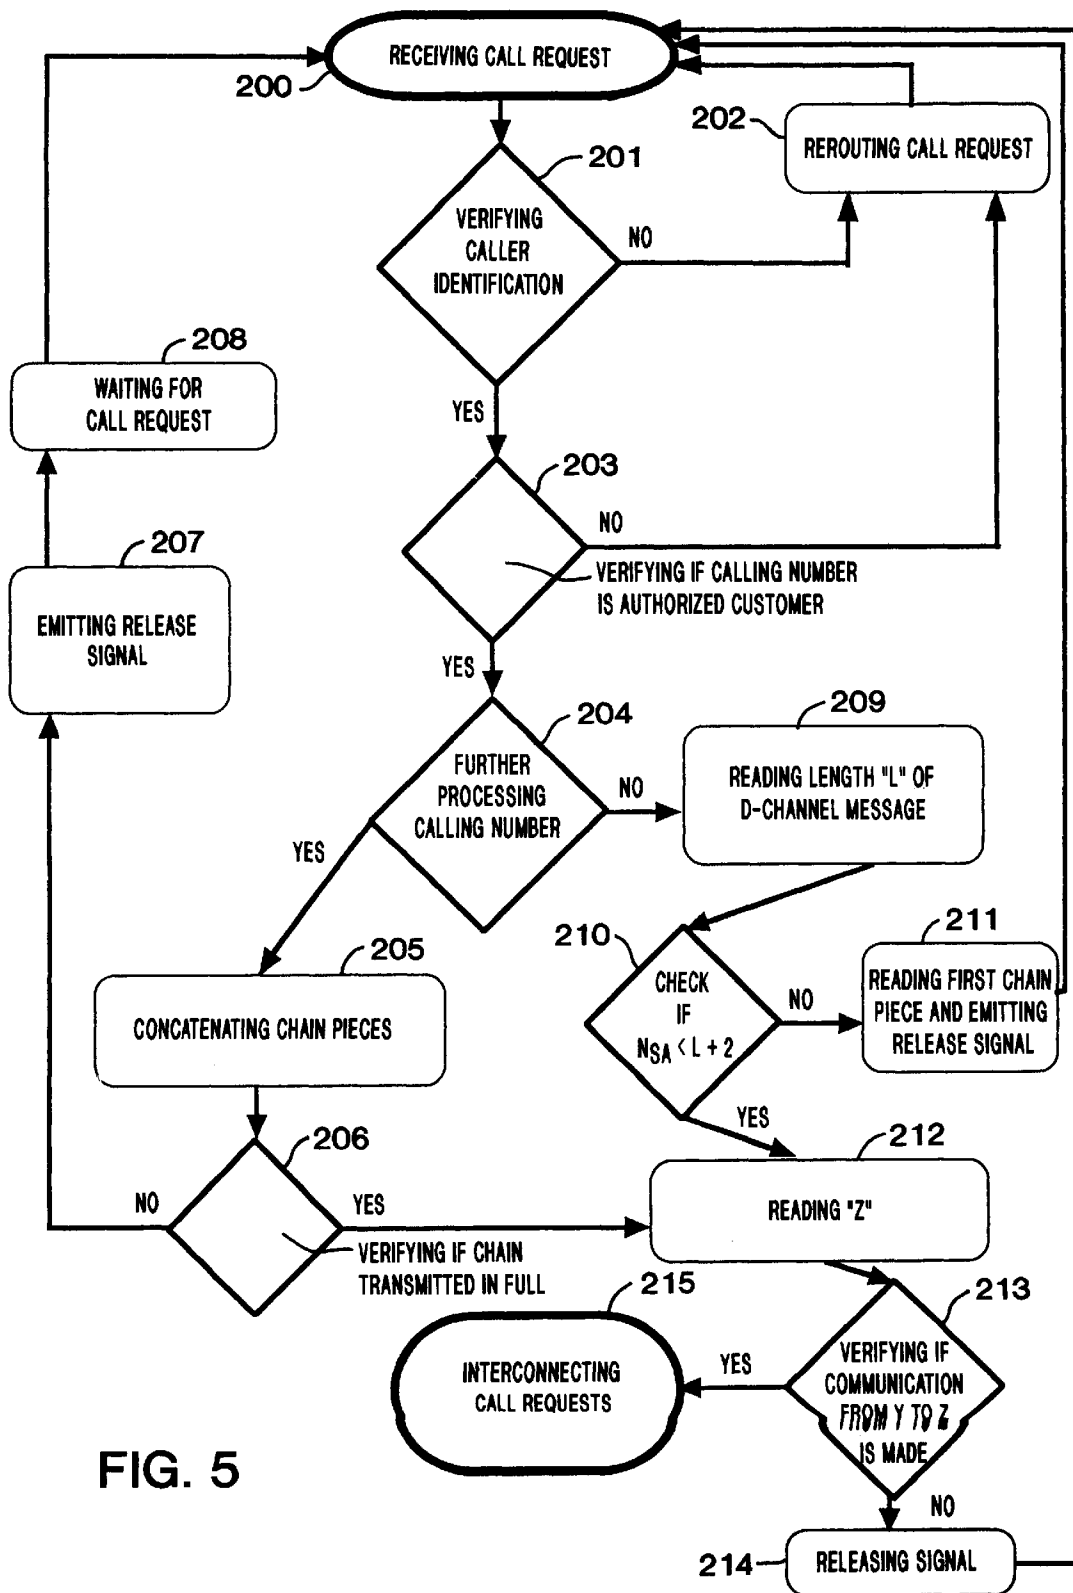 RECEIVING CALL REQUEST
200
201
202
REROUTING CALL REQUEST
VERIFYING
CALLER
IDENTIFICATION
NO
YES
208
WAITING FOR
CALL REQUEST
203
NO
VERIFYING IF CALLING NUMBER
IS AUTHORIZED CUSTOMER
YES
207
EMITTING RELEASE
SIGNAL
204
FURTHER
PROCESSING
CALLING NUMBER
NO
YES
209
READING LENGTH "L" OF
D-CHANNEL MESSAGE
205
CONCATENATING CHAIN PIECES
210
CHECK
IF
NSA < L + 2
NO
YES
211
READING FIRST CHAIN
PIECE AND EMITTING
RELEASE SIGNAL
206
NO
YES
VERIFYING IF CHAIN
TRANSMITTED IN FULL
212
READING "Z"
213
VERIFYING IF
COMMUNICATION
FROM Y TO Z
IS MADE
YES
NO
215
INTERCONNECTING
CALL REQUESTS
214
RELEASING SIGNAL
FIG. 5